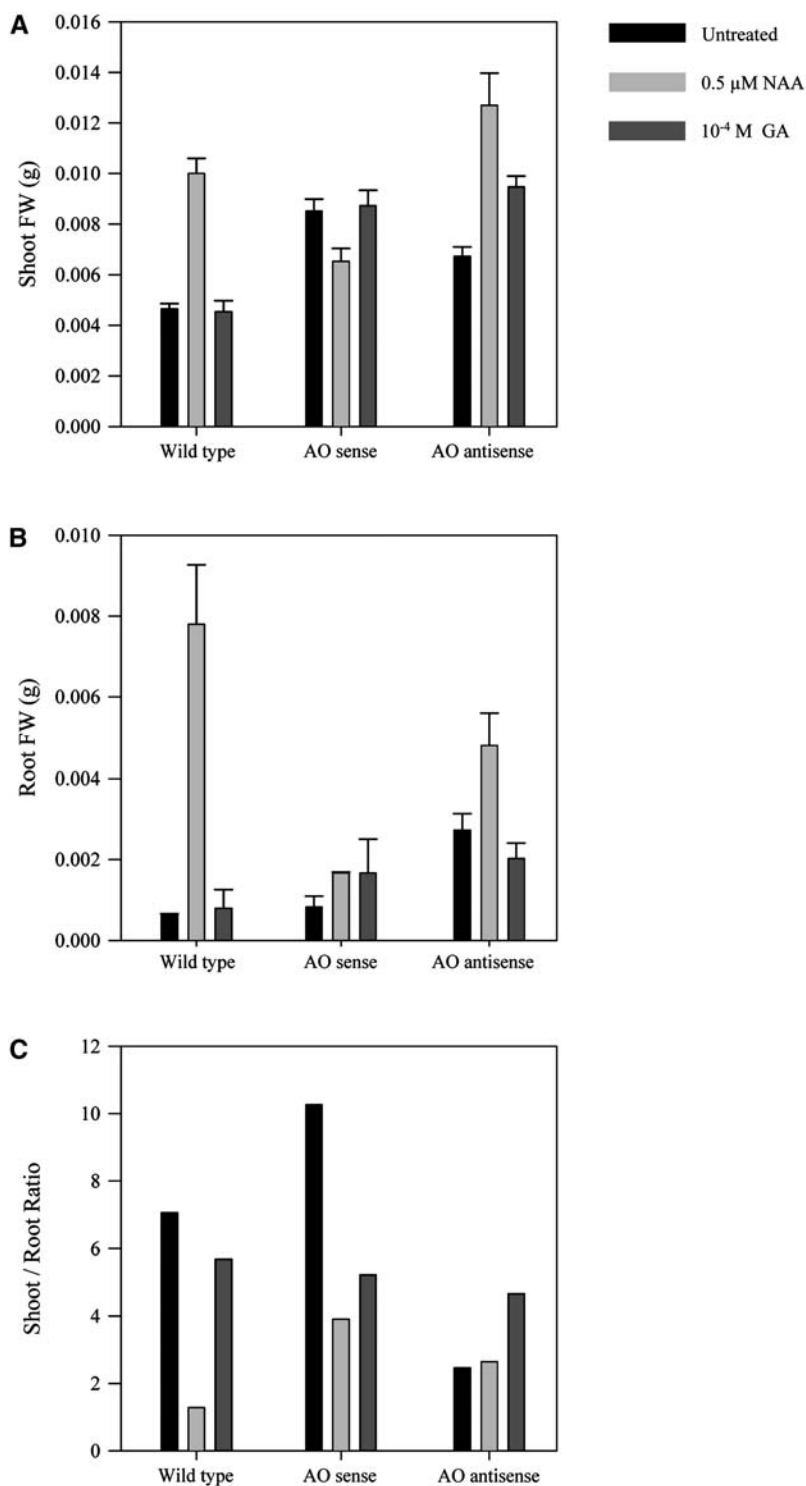 A
Shoot FW (g)
0.016
0.014
0.012
0.010
0.008
0.006
0.004
0.002
0.000
Wild type AO sense AO antisense
Untreated
0.5 µM NAA
10⁻⁴ M GA
B
Root FW (g)
0.010
0.008
0.006
0.004
0.002
0.000
Wild type AO sense AO antisense
C
Shoot / Root Ratio
12
10
8
6
4
2
0
Wild type AO sense AO antisense